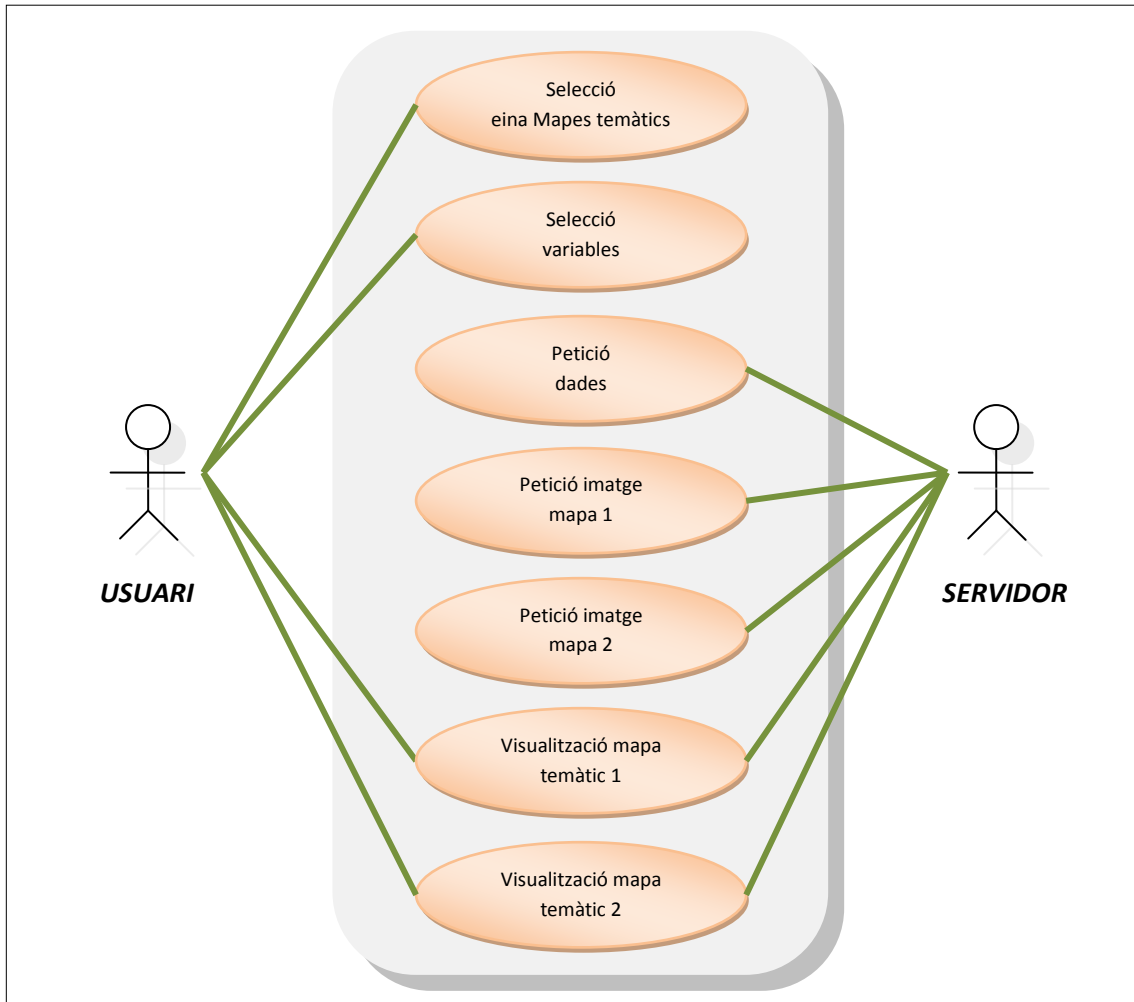 Selecció
eina Mapes temàtics
Selecció
variables
Petició
dades
Petició imatge
mapa 1
Petició imatge
mapa 2
Visualització mapa
temàtic 1
Visualització mapa
temàtic 2
USUARI
SERVIDOR